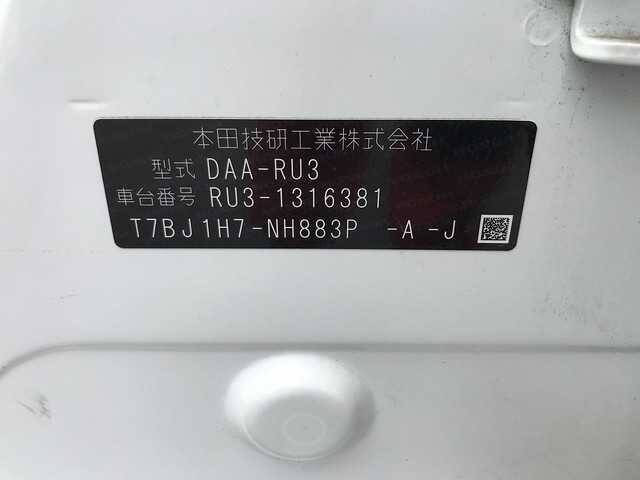 本田技研工業株式会社
型式 DAA-RU3
車台番号 RU3-1316381
T7BJ1H7-NH883P -A -J